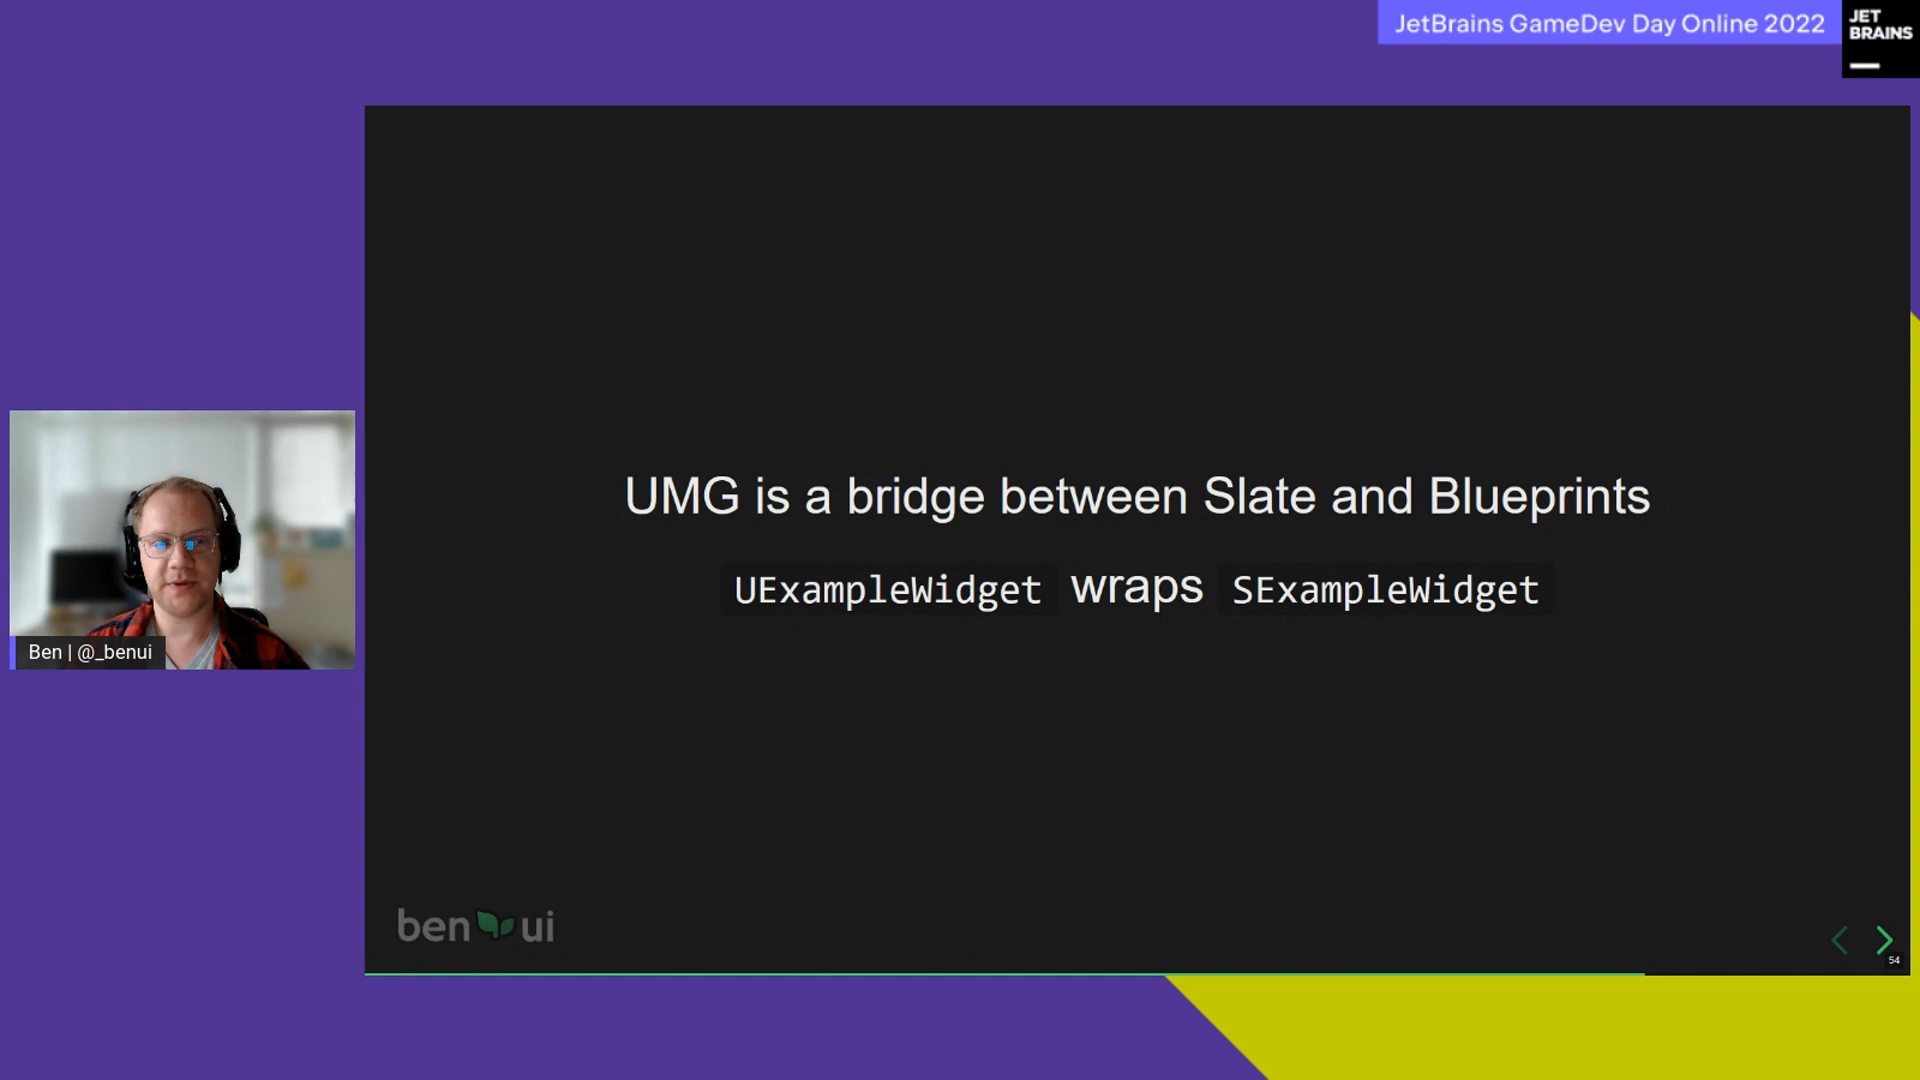 JetBrains GameDev Day Online 2022
JET
BRAINS
UMG is a bridge between Slate and Blueprints
UExampleWidget wraps SExampleWidget
Ben | @_benui
ben ui
54